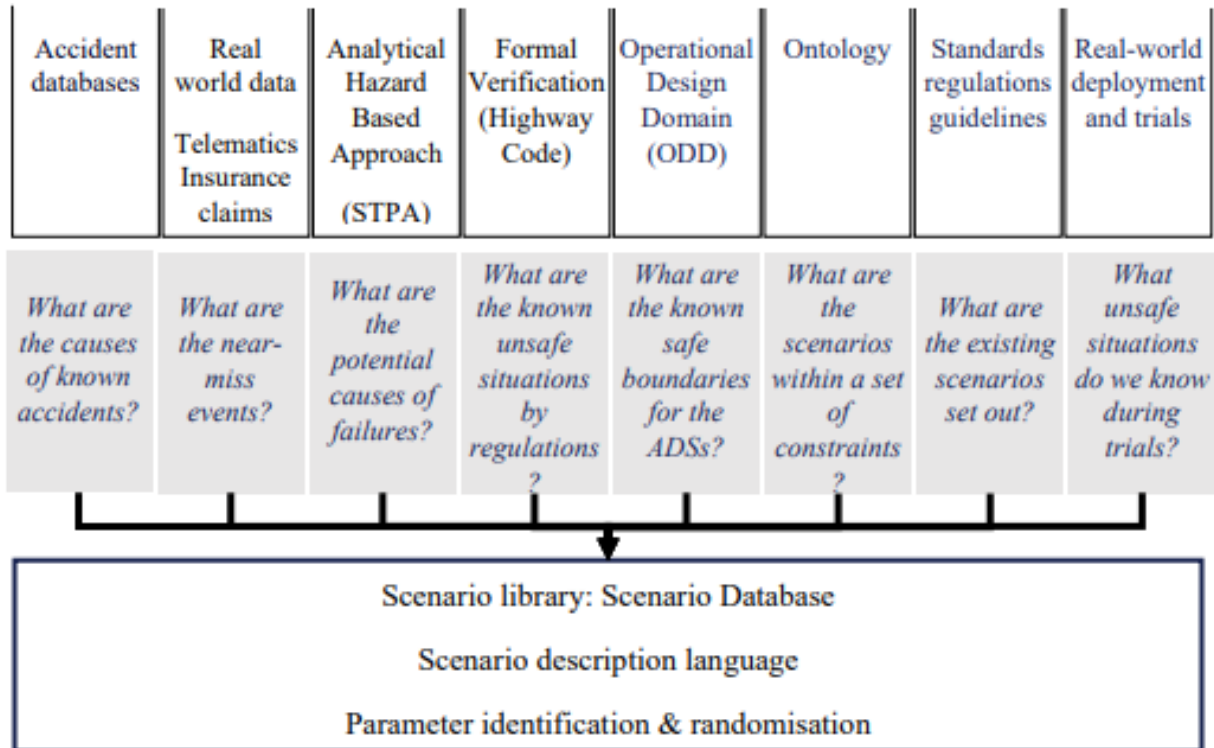 Accident
databases
Real
world data
Telematics
Insurance
claims
Analytical
Hazard
Based
Approach
(STPA)
Formal
Verification
(Highway
Code)
Operational
Design
Domain
(ODD)
Ontology
Standards
regulations
guidelines
Real-world
deployment
and trials
What are
the causes
of known
accidents?
What are
the near-
miss
events?
What are
the
potential
causes of
failures?
What are
the known
unsafe
situations
by
regulations
?
What are
the known
safe
boundaries
for the
ADSs?
What are
the
scenarios
within a set
of
constraints
?
What are
the existing
scenarios
set out?
What
unsafe
situations
do we know
during
trials?
Scenario library: Scenario Database
Scenario description language
Parameter identification & randomisation